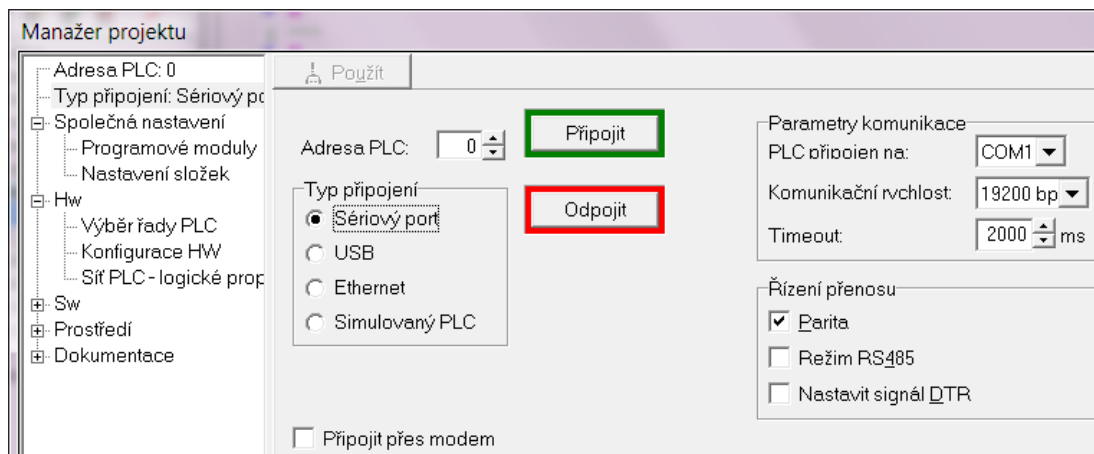 Manažer projektu
Adresa PLC: 0
Typ připojení: Sériový po
Společná nastavení
Programové moduly
Nastavení složek
Hw
Výběr řady PLC
Konfigurace HW
Síť PLC - logické prop
Sw
Prostředí
Dokumentace
Použít
Adresa PLC: 0
Připojit
Typ připojení
Odpojit
Sériový port
USB
Ethernet
Simulovaný PLC
Připojit přes modem
Parametry komunikace
PLC připojen na: COM1
Komunikační rychlost: 19200 bp
Timeout: 2000 ms
Řízení přenosu
Parita
Režim RS485
Nastavit signál DTR